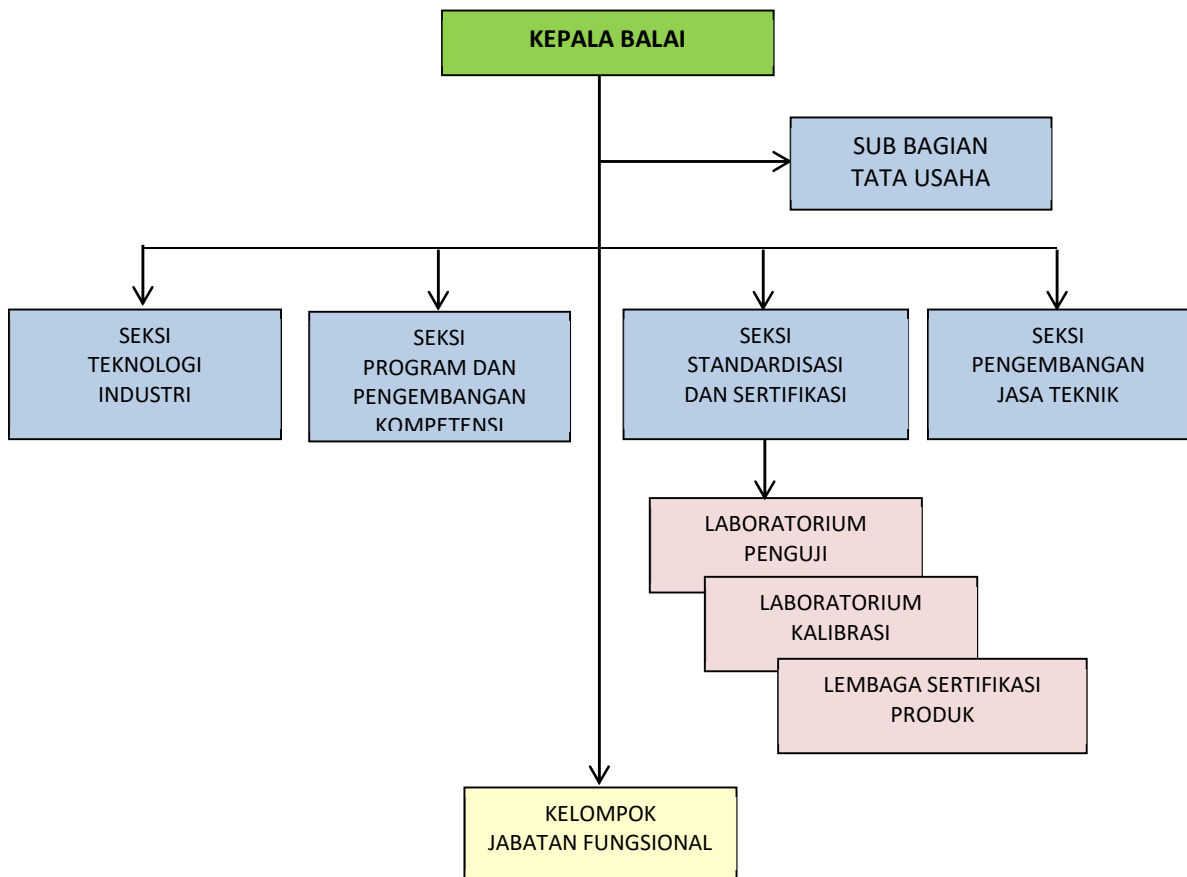 KEPALA BALAI
SUB BAGIAN
TATA USAHA
SEKSI
TEKNOLOGI
INDUSTRI
SEKSI
PROGRAM DAN
PENGEMBANGAN
KOMPETENSI
SEKSI
STANDARDISASI
DAN SERTIFIKASI
SEKSI
PENGEMBANGAN
JASA TEKNIK
LABORATORIUM
PENGUJI
LABORATORIUM
KALIBRASI
LEMBAGA SERTIFIKASI
PRODUK
KELOMPOK
JABATAN FUNGSIONAL